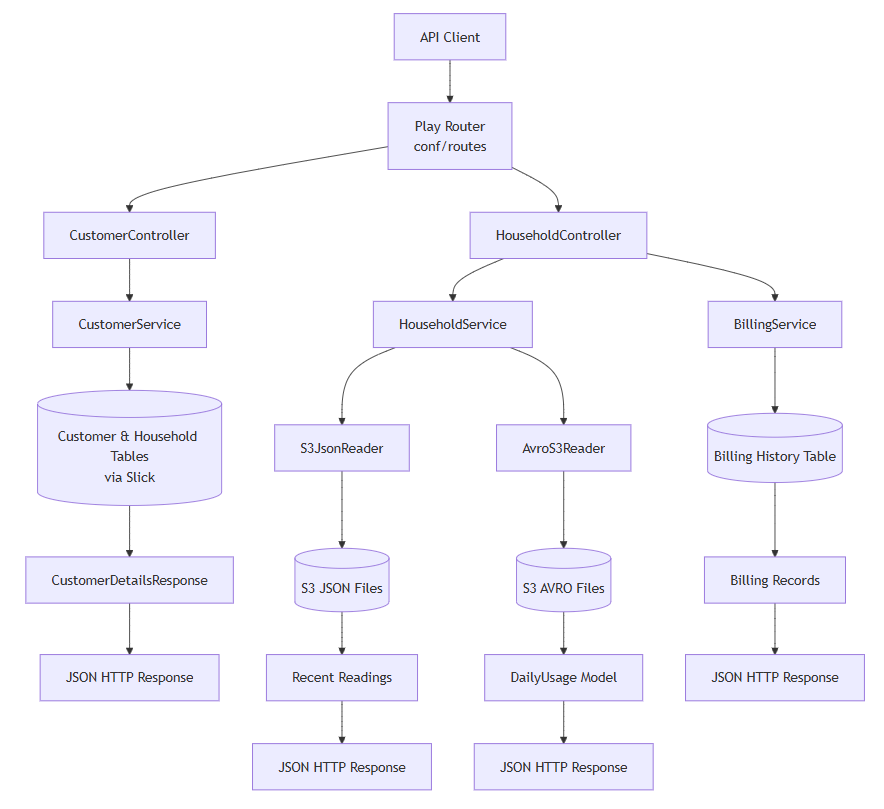 API Client
Play Router
conf/routes
CustomerController
HouseholdController
CustomerService
HouseholdService
BillingService
Customer & Household
Tables
via Slick
S3JsonReader
AvroS3Reader
Billing History Table
CustomerDetailsResponse
S3 JSON Files
S3 AVRO Files
Billing Records
JSON HTTP Response
Recent Readings
DailyUsage Model
JSON HTTP Response
JSON HTTP Response
JSON HTTP Response